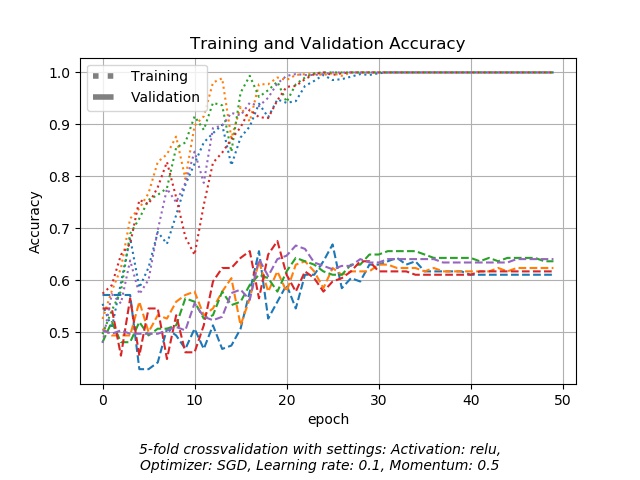 Training and Validation Accuracy
Training
Validation
1.0
0.9
0.8
0.7
0.6
0.5
Accuracy
0 10 20 30 40 50
epoch
5-fold crossvalidation with settings: Activation: relu,
Optimizer: SGD, Learning rate: 0.1, Momentum: 0.5